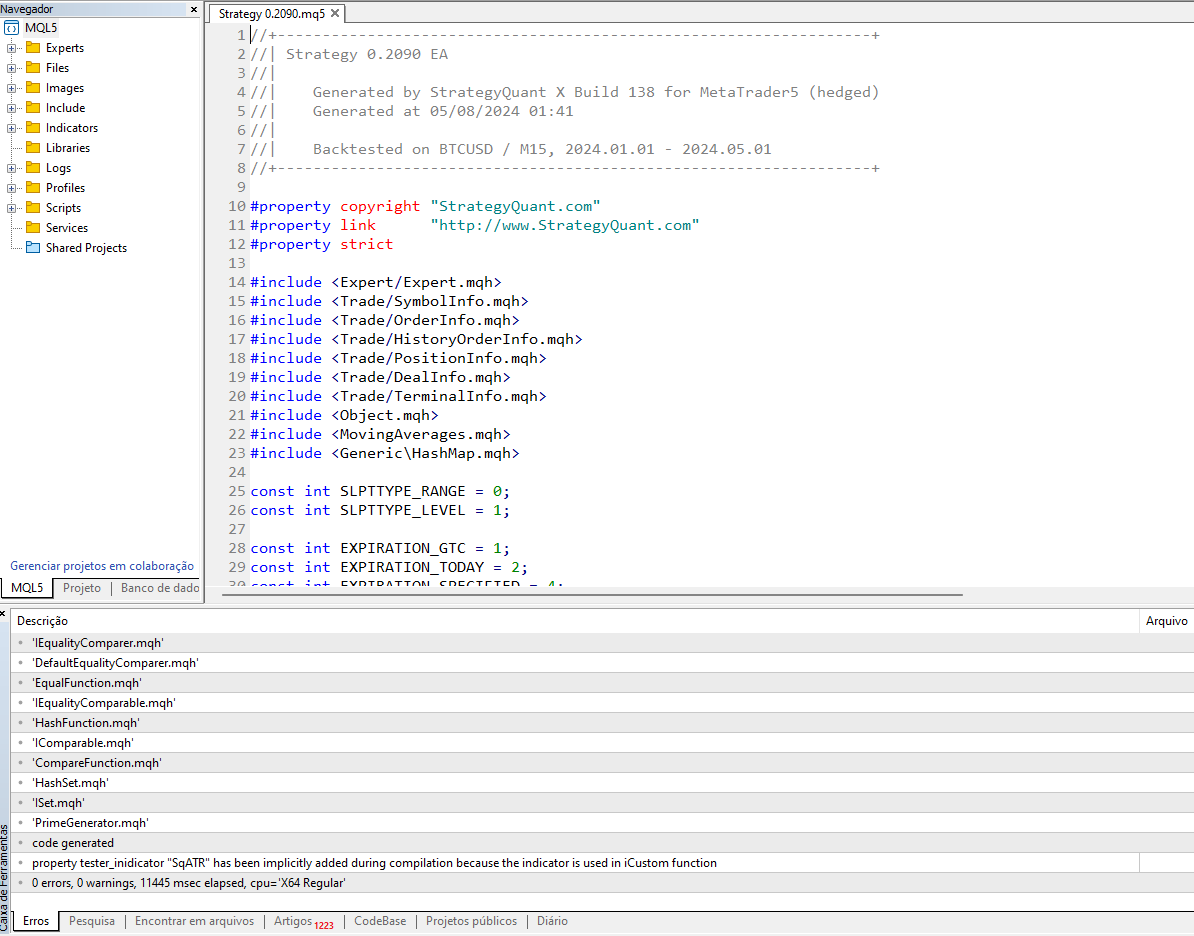 Navegador
MQL5
Experts
Files
Images
Include
Indicators
Libraries
Logs
Profiles
Scripts
Services
Shared Projects
Gerenciar projetos em colaboração
MQL5 Projeto Banco de dado
Strategy 0.2090.mq5
1 //+------------------------------------------------------------------+
2 //| Strategy 0.2090 EA
3 //|
4 //|    Generated by StrategyQuant X Build 138 for MetaTrader5 (hedged)
5 //|    Generated at 05/08/2024 01:41
6 //|
7 //|    Backtested on BTCUSD / M15, 2024.01.01 - 2024.05.01
8 //+------------------------------------------------------------------+
9
10 #property copyright "StrategyQuant.com"
11 #property link      "http://www.StrategyQuant.com"
12 #property strict
13
14 #include <Expert/Expert.mqh>
15 #include <Trade/SymbolInfo.mqh>
16 #include <Trade/OrderInfo.mqh>
17 #include <Trade/HistoryOrderInfo.mqh>
18 #include <Trade/PositionInfo.mqh>
19 #include <Trade/DealInfo.mqh>
20 #include <Trade/TerminalInfo.mqh>
21 #include <Object.mqh>
22 #include <MovingAverages.mqh>
23 #include <Generic\HashMap.mqh>
24
25 const int SLPTTYPE_RANGE = 0;
26 const int SLPTTYPE_LEVEL = 1;
27
28 const int EXPIRATION_GTC = 1;
29 const int EXPIRATION_TODAY = 2;
30 const int EXPIRATION_SPECIFIED = 4;
Descrição Arquivo
'IEqualityComparer.mqh'
'DefaultEqualityComparer.mqh'
'EqualFunction.mqh'
'IEqualityComparable.mqh'
'HashFunction.mqh'
'IComparable.mqh'
'CompareFunction.mqh'
'HashSet.mqh'
'ISet.mqh'
'PrimeGenerator.mqh'
code generated
property tester_inidicator "SqATR" has been implicitly added during compilation because the indicator is used in iCustom function
0 errors, 0 warnings, 11445 msec elapsed, cpu='X64 Regular'
Caixa de Ferramentas
Erros Pesquisa Encontrar em arquivos Artigos 1223 CodeBase Projetos públicos Diário